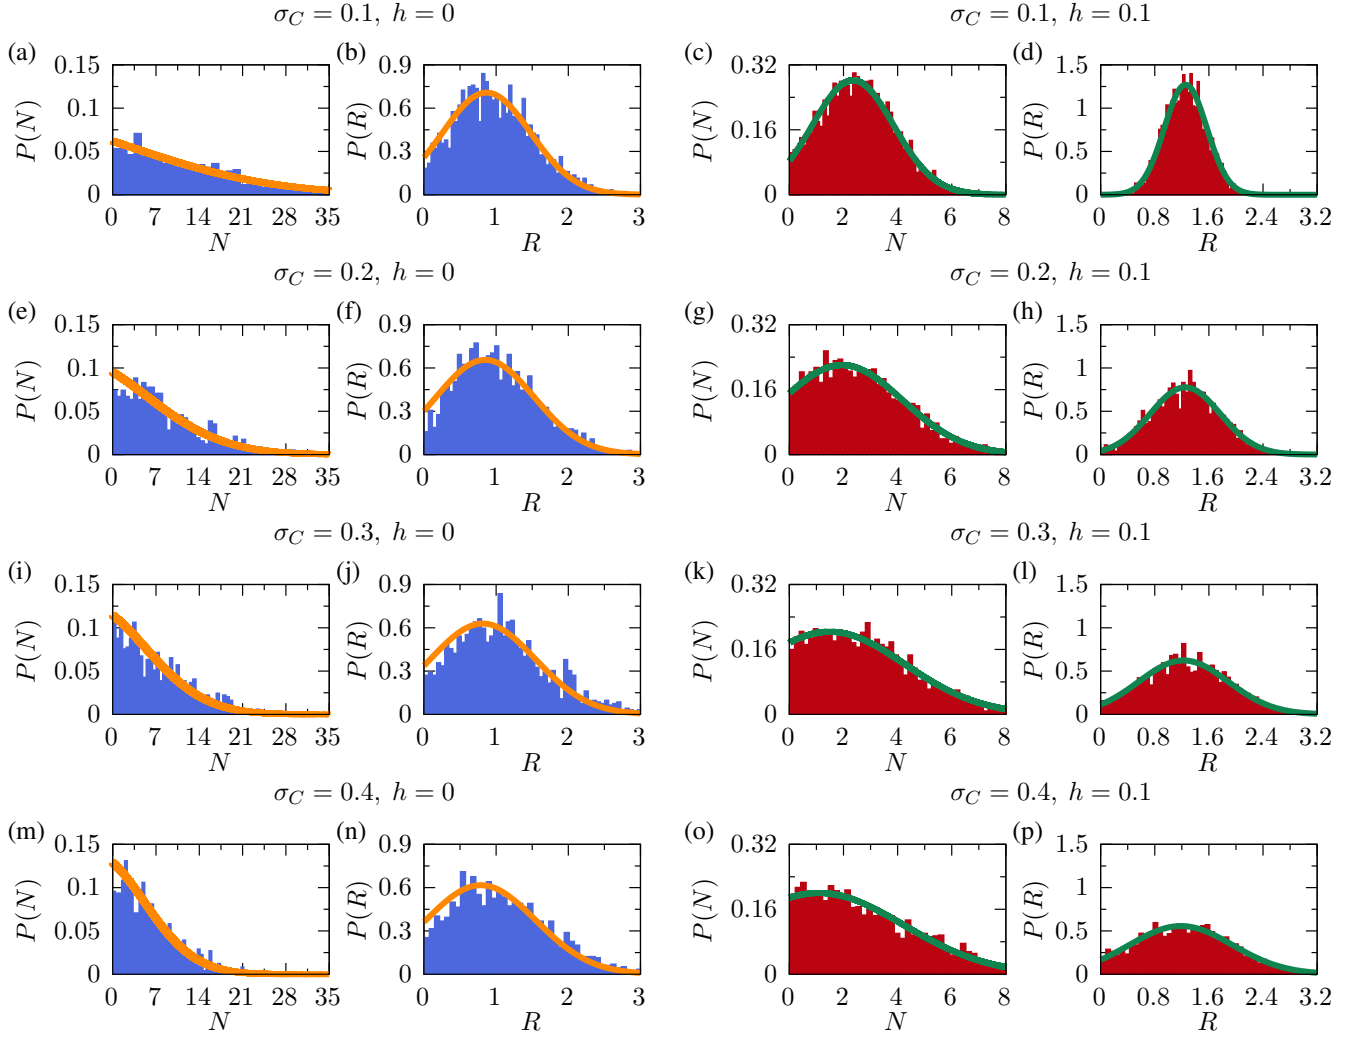 σ_C = 0.1, h = 0
σ_C = 0.1, h = 0.1
(a) 0.15 (b) 0.9 (c) 0.32 (d) 1.5
P(N) 0.1 P(R) 0.6 P(N) 0.16 P(R) 1
0.05 0.3 0.5
0 0 0 0
0 7 14 21 28 35 0 1 2 3 0 2 4 6 8 0 0.8 1.6 2.4 3.2
N R N R
σ_C = 0.2, h = 0
σ_C = 0.2, h = 0.1
(e) 0.15 (f) 0.9 (g) 0.32 (h) 1.5
P(N) 0.1 P(R) 0.6 P(N) 0.16 P(R) 1
0.05 0.3 0.5
0 0 0 0
0 7 14 21 28 35 0 1 2 3 0 2 4 6 8 0 0.8 1.6 2.4 3.2
N R N R
σ_C = 0.3, h = 0
σ_C = 0.3, h = 0.1
(i) 0.15 (j) 0.9 (k) 0.32 (l) 1.5
P(N) 0.1 P(R) 0.6 P(N) 0.16 P(R) 1
0.05 0.3 0.5
0 0 0 0
0 7 14 21 28 35 0 1 2 3 0 2 4 6 8 0 0.8 1.6 2.4 3.2
N R N R
σ_C = 0.4, h = 0
σ_C = 0.4, h = 0.1
(m) 0.15 (n) 0.9 (o) 0.32 (p) 1.5
P(N) 0.1 P(R) 0.6 P(N) 0.16 P(R) 1
0.05 0.3 0.5
0 0 0 0
0 7 14 21 28 35 0 1 2 3 0 2 4 6 8 0 0.8 1.6 2.4 3.2
N R N R